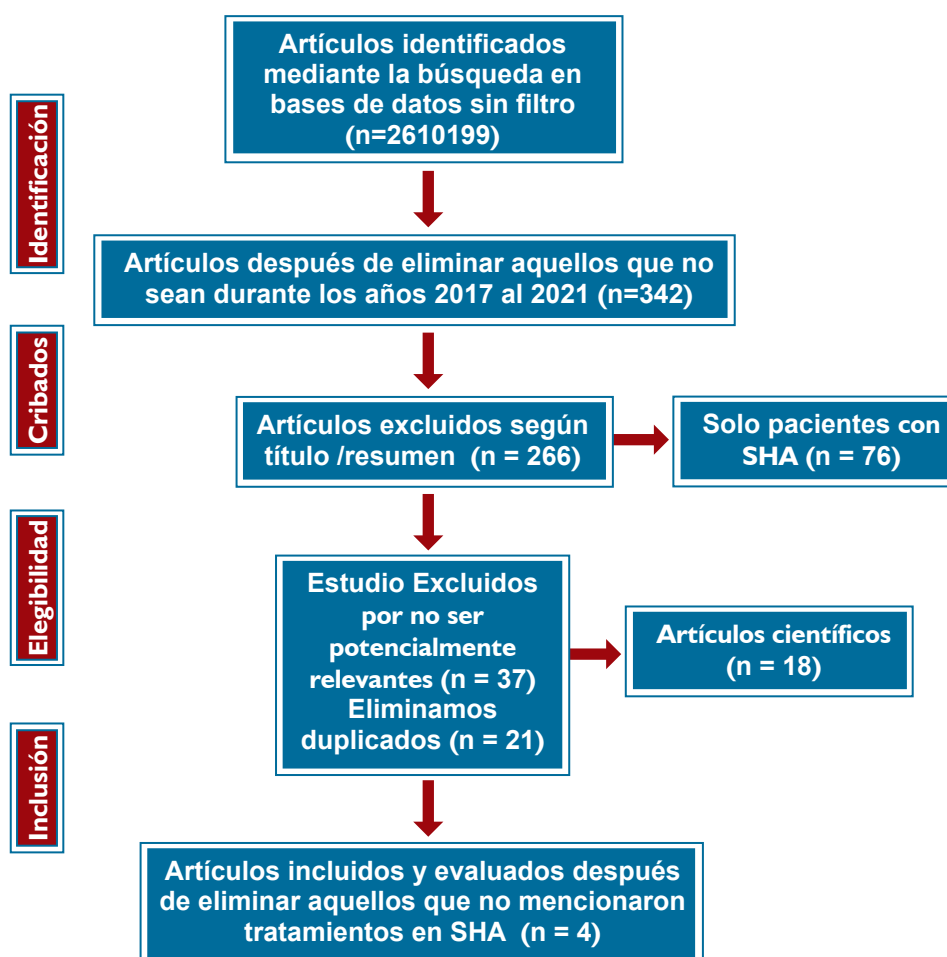 Artículos identificados
mediante la búsqueda en
bases de datos sin filtro
(n=2610199)
Identificación
Artículos después de eliminar aquellos que no
sean durante los años 2017 al 2021 (n=342)
Cribados
Artículos excluidos según
título /resumen (n = 266)
Solo pacientes con
SHA (n = 76)
Elegibilidad
Estudio Excluidos
por no ser
potencialmente
relevantes (n = 37)
Eliminamos
duplicados (n = 21)
Artículos científicos
(n = 18)
Inclusión
Artículos incluidos y evaluados después
de eliminar aquellos que no mencionaron
tratamientos en SHA (n = 4)